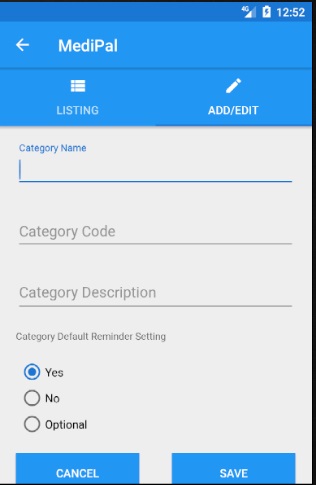 4G 12:52
MediPal
LISTING ADD/EDIT
Category Name
Category Code
Category Description
Category Default Reminder Setting
Yes
No
Optional
CANCEL SAVE